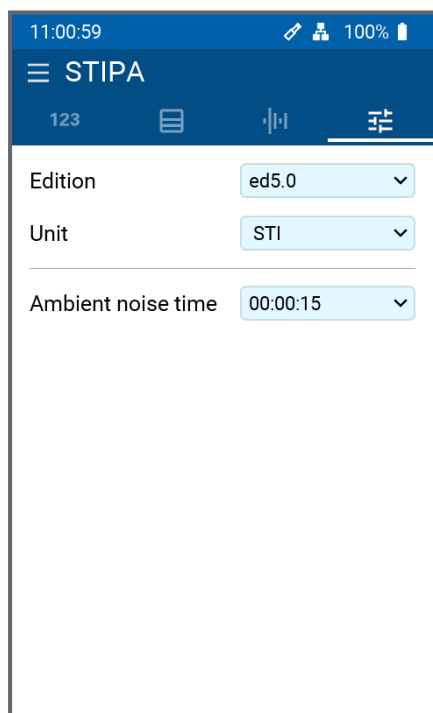 11:00:59 100%
STIPA
123
Edition ed5.0
Unit STI
Ambient noise time 00:00:15